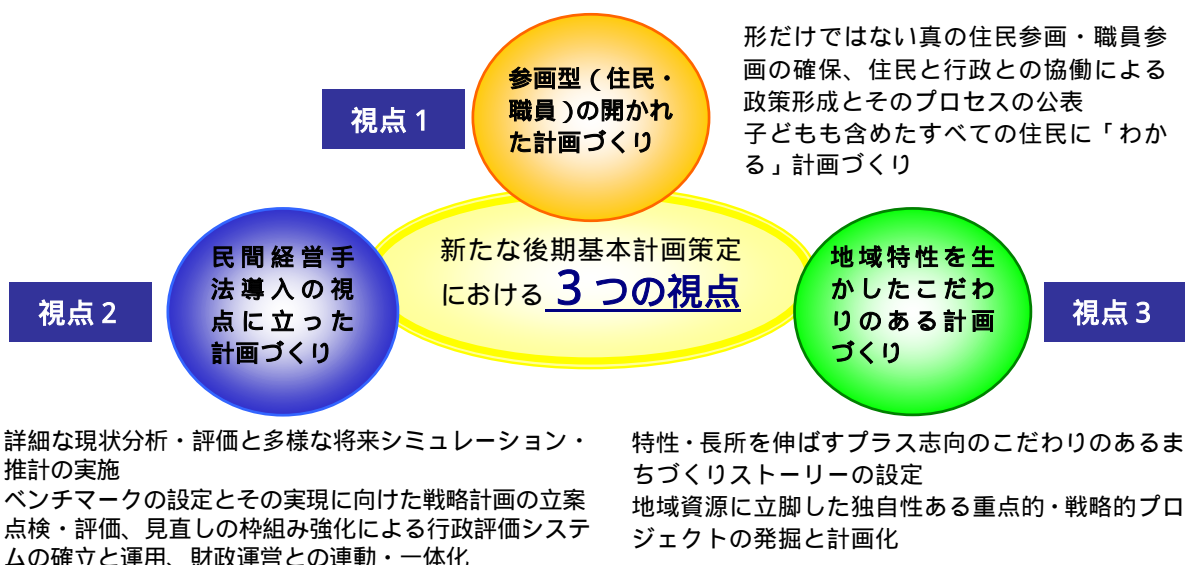 視点1
参画型(住民・
職員)の開かれ
た計画づくり
形だけではない真の住民参画・職員参
画の確保、住民と行政との協働による
政策形成とそのプロセスの公表
子どもも含めたすべての住民に「わか
る」計画づくり
新たな後期基本計画策定
における 3つの視点
視点2
民間経営手
法導入の視
点に立った
計画づくり
地域特性を生
かしたこだわ
りのある計画
づくり
視点3
詳細な現状分析・評価と多様な将来シミュレーション・
推計の実施
ベンチマークの設定とその実現に向けた戦略計画の立案
点検・評価、見直しの枠組み強化による行政評価システ
ムの確立と運用、財政運営との連動・一体化
特性・長所を伸ばすプラス志向のこだわりのあるま
ちづくりストーリーの設定
地域資源に立脚した独自性ある重点的・戦略的プロ
ジェクトの発掘と計画化